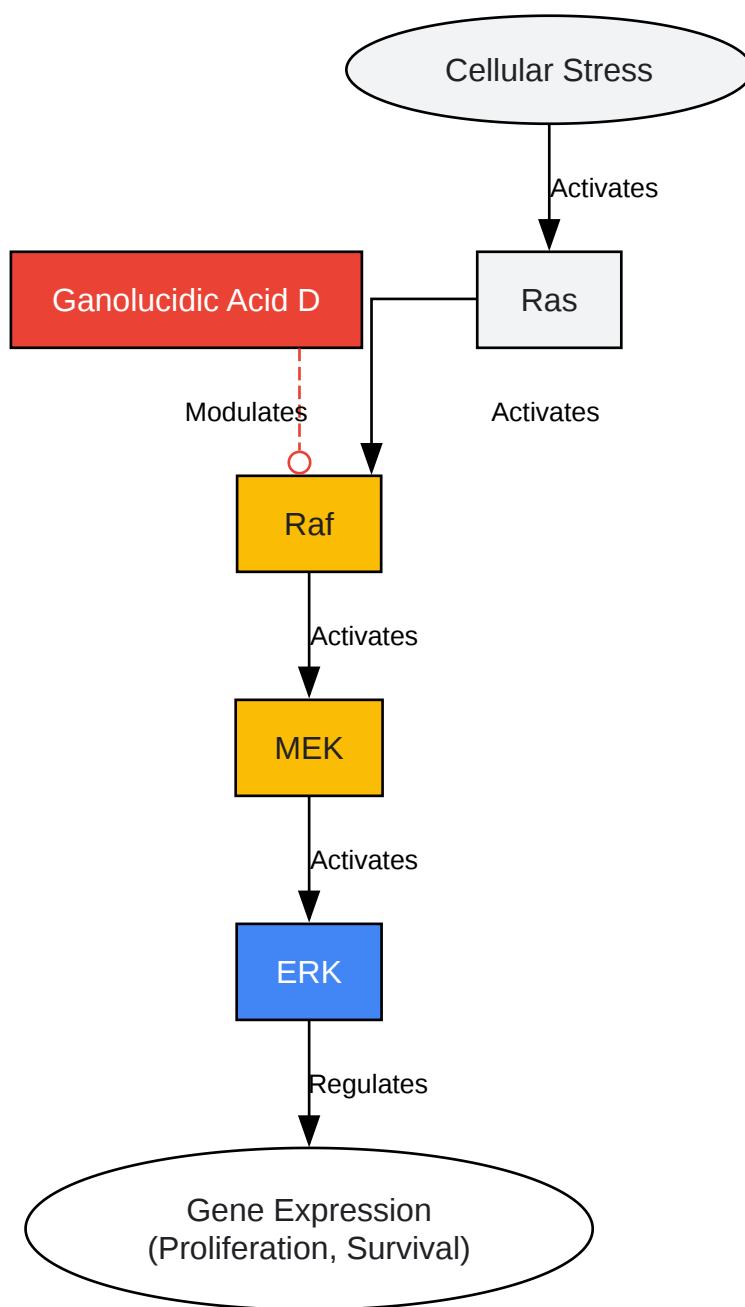 Cellular Stress
Activates
Ganolucidic Acid D
Ras
Modulates
Activates
Raf
Activates
MEK
Activates
ERK
Regulates
Gene Expression
(Proliferation, Survival)